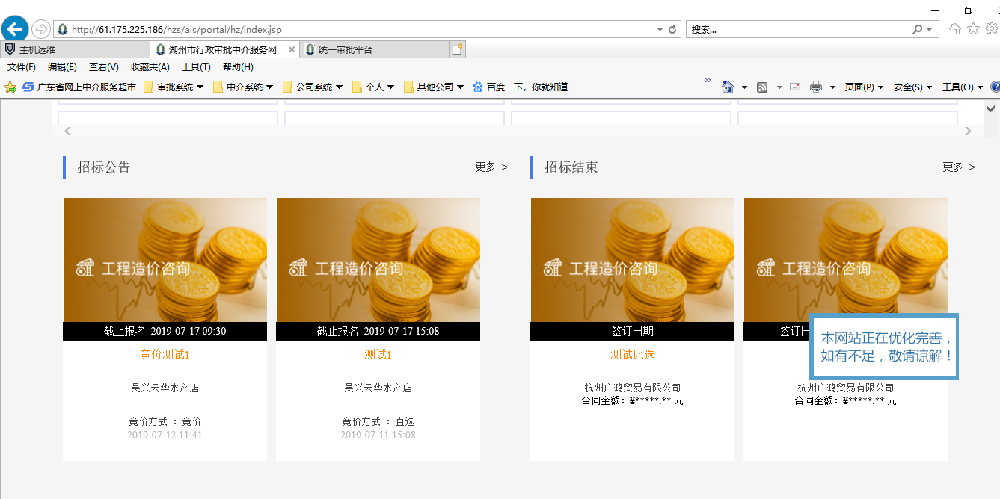 http://61.175.225.186/hzs/ais/portal/hz/index.jsp
搜索...
主机运维
湖州市行政审批中介服务网
统一审批平台
文件(F) 编辑(E) 查看(V) 收藏夹(A) 工具(T) 帮助(H)
广东省网上中介服务超市 审批系统 中介系统 公司系统 个人 其他公司 百度一下，你就知道
页面(P) 安全(S) 工具(O)
招标公告
更多 >
招标结束
更多 >
工程造价咨询
截止报名 2019-07-17 09:30
竞价测试1
吴兴云华水产店
竞价方式 ：竞价
2019-07-12 11:41
工程造价咨询
截止报名 2019-07-17 15:08
测试1
吴兴云华水产店
竞价方式 ：直选
2019-07-11 15:08
工程造价咨询
签订日期
测试比选
杭州广鸿贸易有限公司
合同金额：¥*****.** 元
工程造价咨询
签订日
杭州广鸿贸易有限公司
合同金额：¥*****.** 元
本网站正在优化完善，
如有不足，敬请谅解！